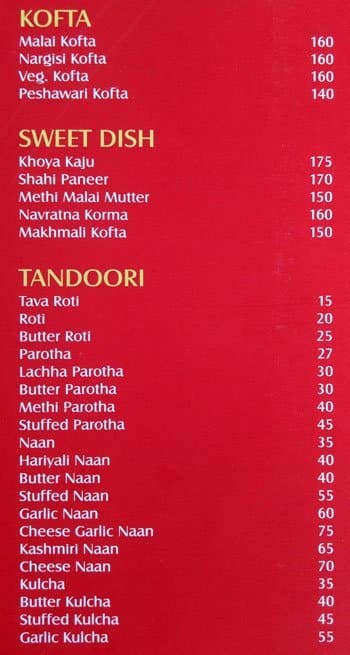 KOFTA
Malai Kofta 160
Nargisi Kofta 160
Veg. Kofta 160
Peshawari Kofta 140
SWEET DISH
Khoya Kaju 175
Shahi Paneer 170
Methi Malai Mutter 150
Navratna Korma 160
Makhmali Kofta 150
TANDOORI
Tava Roti 15
Roti 20
Butter Roti 25
Parotha 27
Lachha Parotha 30
Butter Parotha 30
Methi Parotha 40
Stuffed Parotha 45
Naan 35
Hariyali Naan 40
Butter Naan 40
Stuffed Naan 55
Garlic Naan 60
Cheese Garlic Naan 75
Kashmiri Naan 65
Cheese Naan 70
Kulcha 35
Butter Kulcha 40
Stuffed Kulcha 45
Garlic Kulcha 55